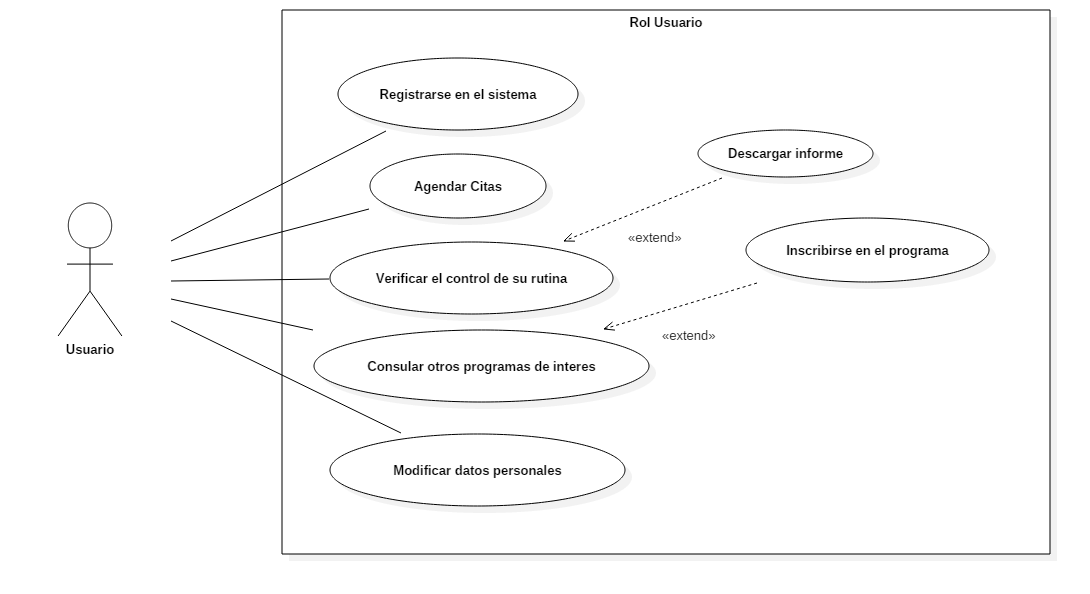 Rol Usuario
Registrarse en el sistema
Descargar informe
Agendar Citas
«extend»
Inscribirse en el programa
Verificar el control de su rutina
«extend»
Usuario
Consular otros programas de interes
Modificar datos personales